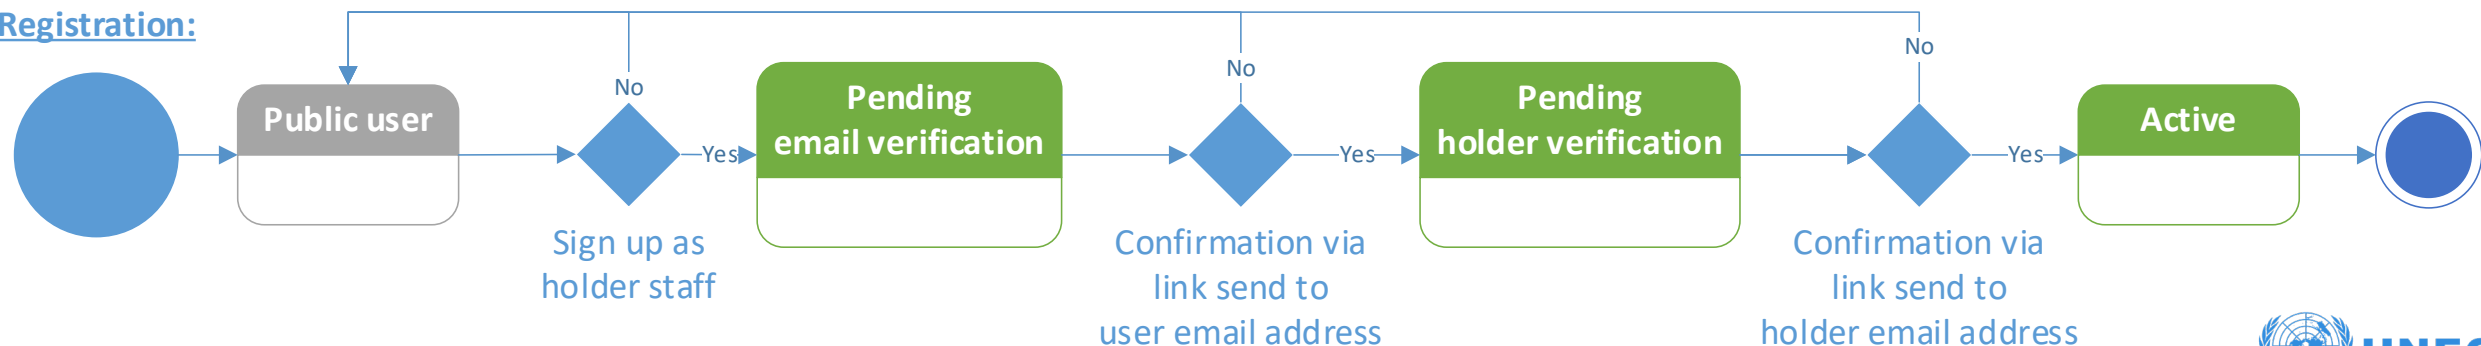 Registration:
No
No
No
Public user
Pending
email verification
Pending
holder verification
Active
Yes
Yes
Yes
Sign up as
holder staff
Confirmation via
link send to
user email address
Confirmation via
link send to
holder email address